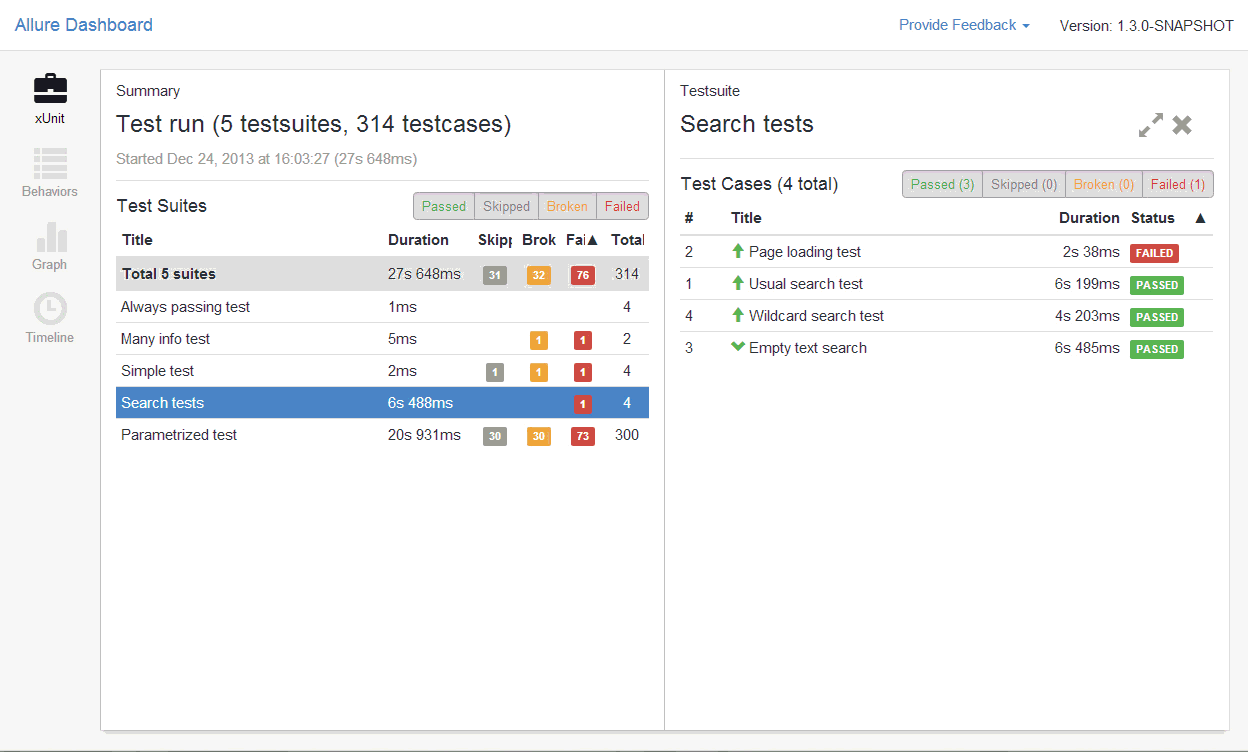 Allure Dashboard
Provide Feedback
Version: 1.3.0-SNAPSHOT
xUnit
Behaviors
Graph
Timeline
Summary
Test run (5 testsuites, 314 testcases)
Started Dec 24, 2013 at 16:03:27 (27s 648ms)
Test Suites
Passed Skipped Broken Failed
Title Duration Skip Brok Fai▲ Total
Total 5 suites 27s 648ms 31 32 76 314
Always passing test 1ms 4
Many info test 5ms 1 1 2
Simple test 2ms 1 1 1 4
Search tests 6s 488ms 1 4
Parametrized test 20s 931ms 30 30 73 300
Testsuite
Search tests
Test Cases (4 total)
Passed (3) Skipped (0) Broken (0) Failed (1)
# Title Duration Status ▲
2 Page loading test 2s 38ms FAILED
1 Usual search test 6s 199ms PASSED
4 Wildcard search test 4s 203ms PASSED
3 Empty text search 6s 485ms PASSED